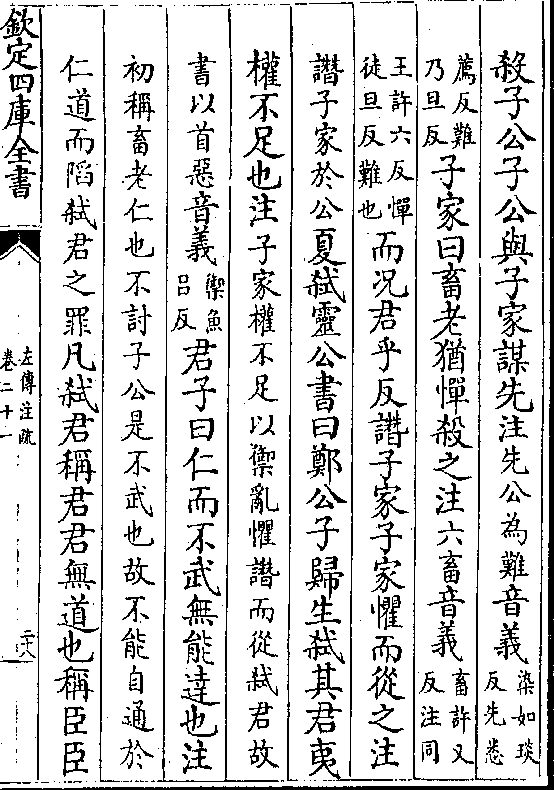 殺子公子公與子家謀先注先公為難音義染如琰反先悉
薦反難乃旦反子家曰畜老猶憚殺之注六畜音義畜許又反注同
王許六反憚徒旦反難也而況君乎反譖子家子家懼而從之注
譖子家於公夏弑靈公書曰鄭公子歸生弑其君夷
權不足也注子家權不足以禦亂懼譖而從弑君故
書以首惡音義禦魚呂反君子曰仁而不武無能達也注
初稱畜老仁也不討子公是不武也故不能自通於
仁道而陷弑君之罪凡弑君稱君君無道也稱臣臣
欽定四庫全書
左傳注疏
卷二十一
二六